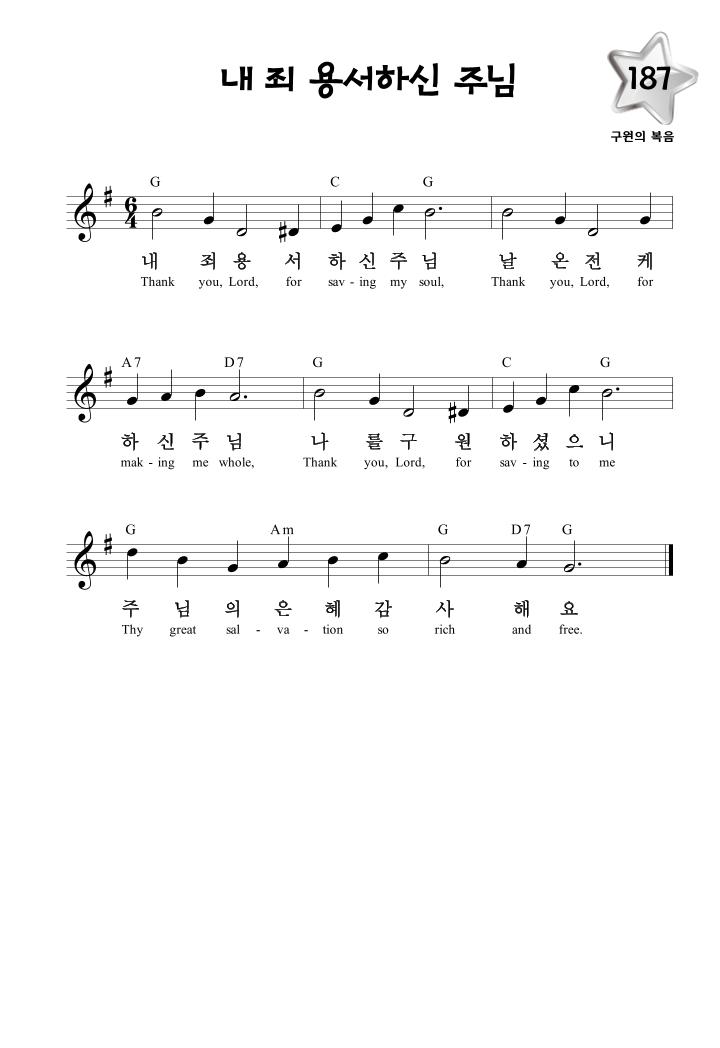 내 죄 용서하신 주님
187
구원의 복음
G C G
6
4
내 죄 용 서 하 신 주 님 날 온 전 케
Thank you, Lord, for sav - ing my soul, Thank you, Lord, for
A7 D7 G C G
하 신 주 님 나 를 구 원 하 셨 으 니
mak - ing me whole, Thank you, Lord, for sav - ing to me
G Am G D7 G
주 님 의 은 혜 감 사 해 요
Thy great sal - va - tion so rich and free.